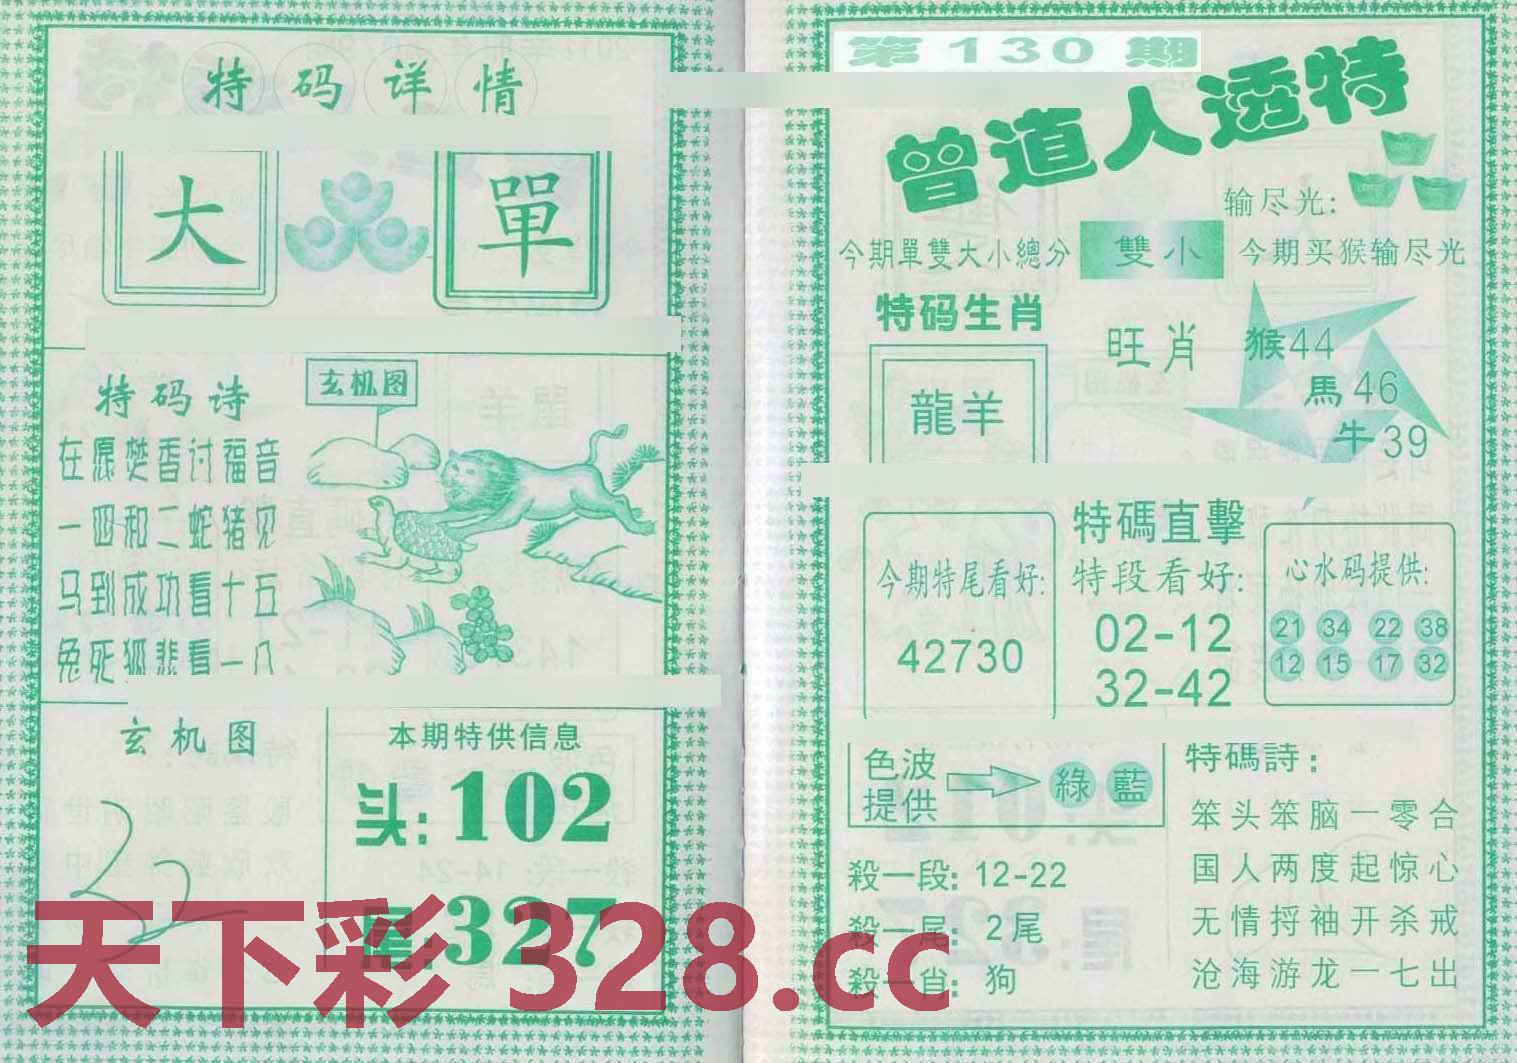 特码详情
大 單
特码诗
玄机图
在愿焚香讨福音
一四和二蛇猪见
马到成功看十五
兔死狐悲看一八
玄机图
本期特供信息
头:102
尾:327
第130期
曾道人透特
输尽光:
今期單雙大小總分 雙小 今期买猴输尽光
特码生肖
龍羊
旺肖
猴44
馬46
牛39
今期特尾看好:
42730
特碼直擊
特段看好:
02-12
32-42
心水码提供:
21 34 22 38
12 15 17 32
色波提供 綠 藍
特碼詩:
笨头笨脑一零合
国人两度起惊心
无情捋袖开杀戒
沧海游龙一七出
殺一段: 12-22
殺一尾: 2尾
殺一肖: 狗
天下彩 328.cc